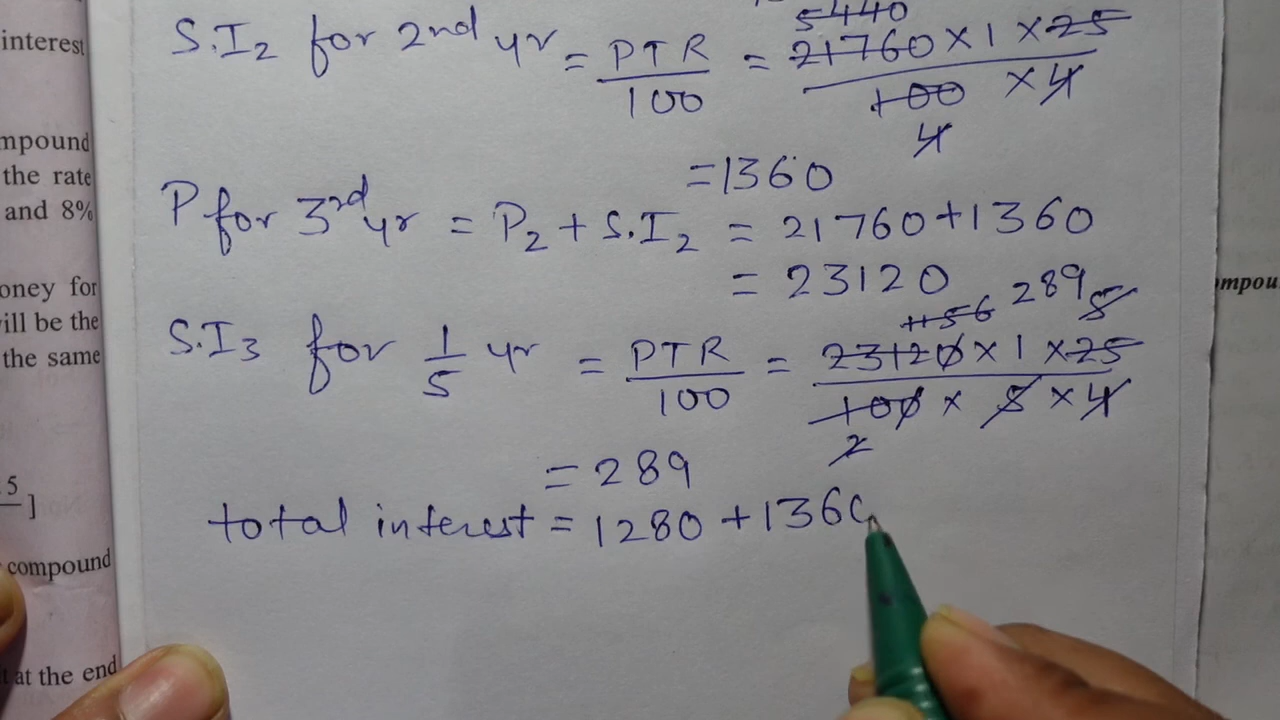 interest
mpound
the rate
and 8%
oney for
ill be the
the same
5
]
compound
at the end
5440
S.I2 for 2nd yr = PTR/100 = 21760 × 1 × 25 / 100 × 4
4
= 1360
P for 3rd yr = P2 + S.I2 = 21760 + 1360
= 23120
1156 289 5
S.I3 for 1/5 yr = PTR/100 = 23120 × 1 × 25 / 100 × 5 × 4
2
= 289
total interest = 1280 + 1360
mpou